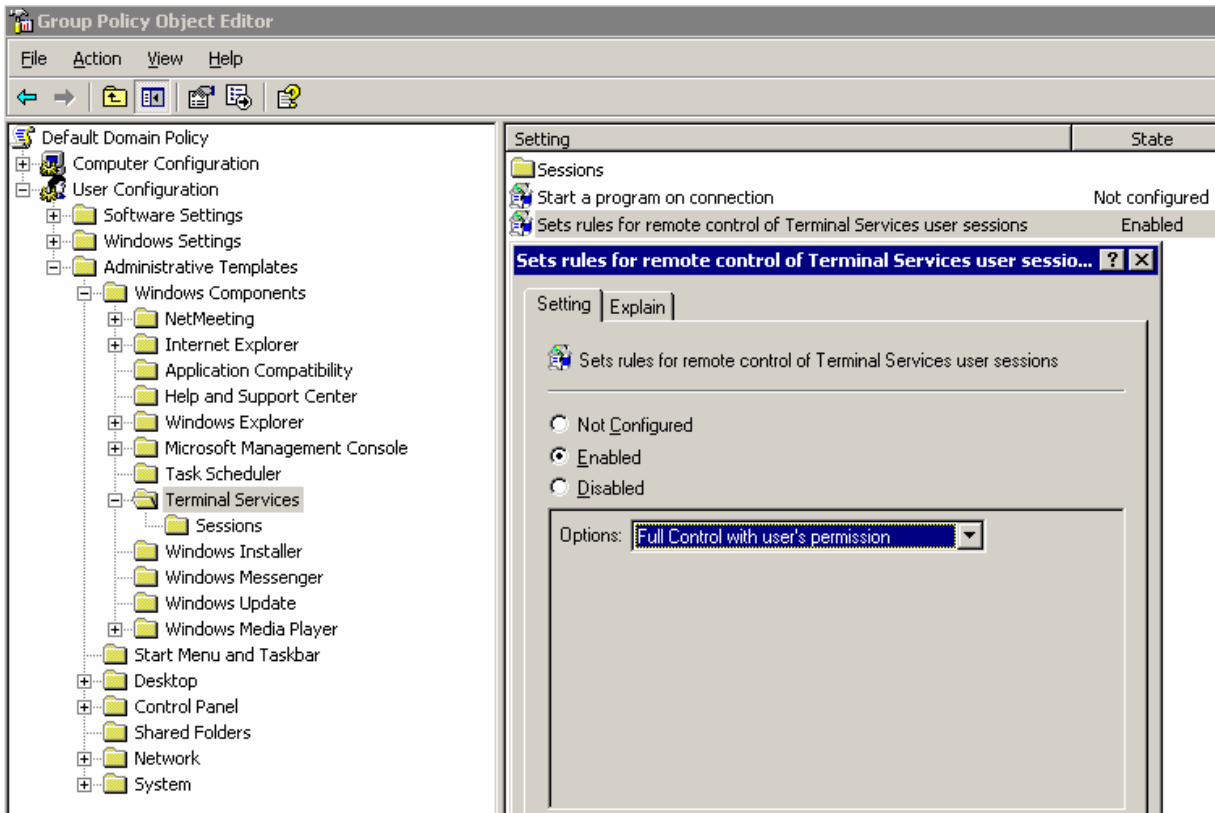 Group Policy Object Editor
File Action View Help
Default Domain Policy
Computer Configuration
User Configuration
Software Settings
Windows Settings
Administrative Templates
Windows Components
NetMeeting
Internet Explorer
Application Compatibility
Help and Support Center
Windows Explorer
Microsoft Management Console
Task Scheduler
Terminal Services
Sessions
Windows Installer
Windows Messenger
Windows Update
Windows Media Player
Start Menu and Taskbar
Desktop
Control Panel
Shared Folders
Network
System
Setting State
Sessions
Start a program on connection Not configured
Sets rules for remote control of Terminal Services user sessions Enabled
Sets rules for remote control of Terminal Services user sessio...
Setting Explain
Sets rules for remote control of Terminal Services user sessions
Not Configured
Enabled
Disabled
Options: Full Control with user's permission